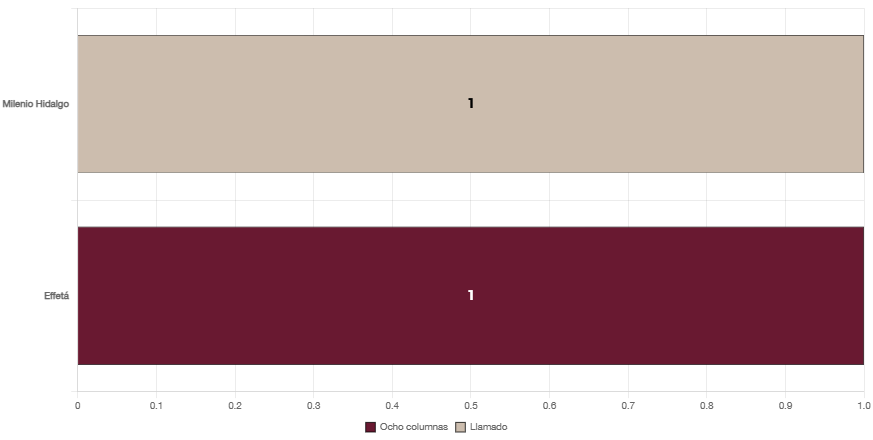 Milenio Hidalgo
1
Effetá
1
0 0.1 0.2 0.3 0.4 0.5 0.6 0.7 0.8 0.9 1.0
Ocho columnas Llamado